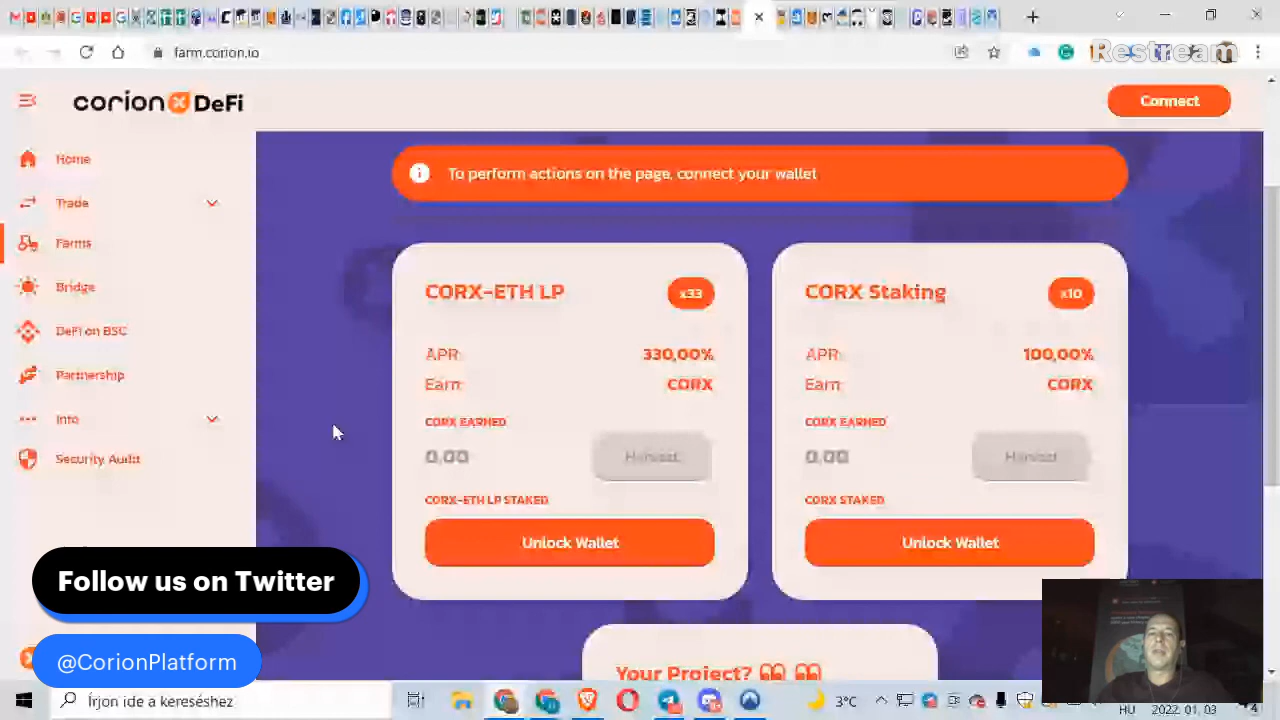 farm.corion.io
Restream
corion DeFi
Connect
Home
Trade
Farms
Bridge
DeFi on BSC
Partnership
Info
Security Audit
To perform actions on the page, connect your wallet
CORX-ETH LP
x33
APR:
330,00%
Earn:
CORX
CORX EARNED
0,00
Harvest
CORX-ETH LP STAKED
Unlock Wallet
CORX Staking
x10
APR:
100,00%
Earn:
CORX
CORX EARNED
0,00
Harvest
CORX STAKED
Unlock Wallet
Your Project?
Follow us on Twitter
@CorionPlatform
Írjon ide a kereséshez
3°C
HU
2022. 01. 03.